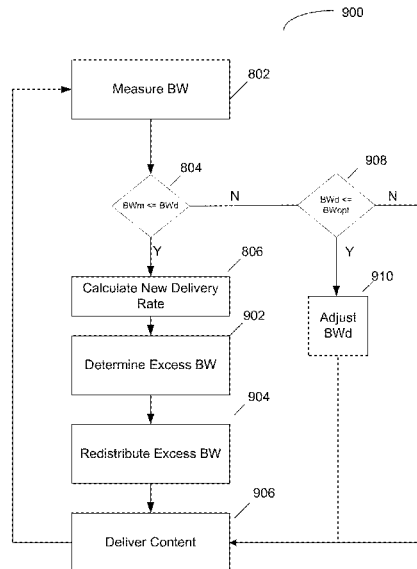 900
Measure BW
802
804
BWm <= BWd
N
908
BWd <=
BWopt
N
Y
Y
806
Calculate New Delivery
Rate
910
Adjust
BWd
902
Determine Excess BW
904
Redistribute Excess BW
906
Deliver Content